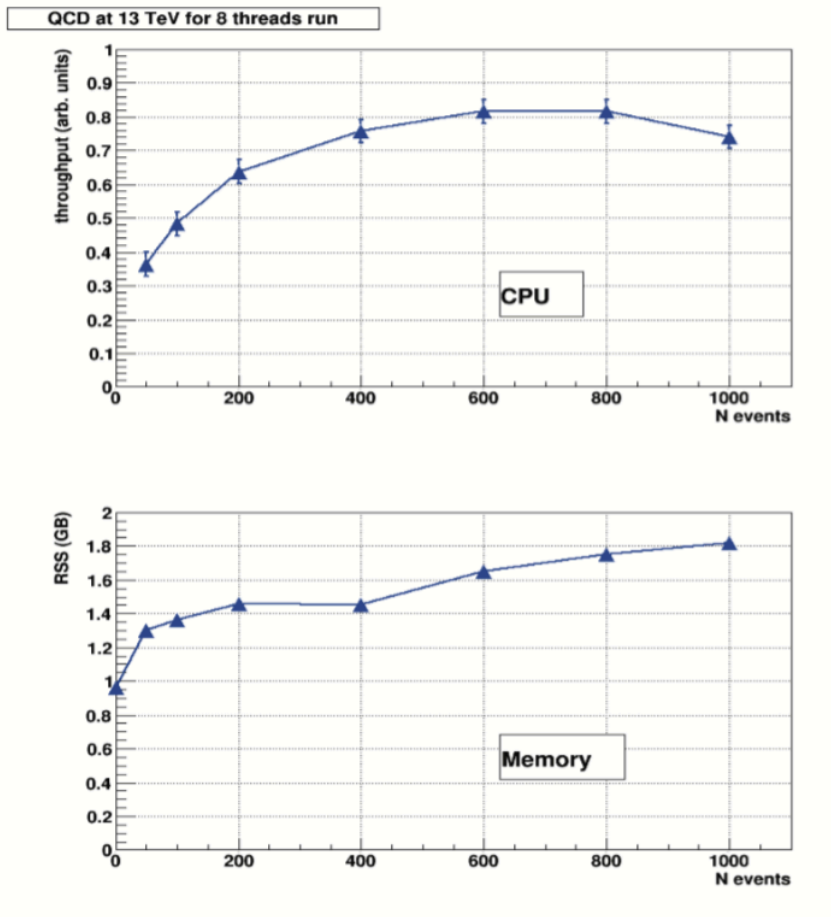 QCD at 13 TeV for 8 threads run
throughput (arb. units)
1
0.9
0.8
0.7
0.6
0.5
0.4
0.3
0.2
0.1
0
CPU
0 200 400 600 800 1000
N events
RSS (GB)
2
1.8
1.6
1.4
1.2
1
0.8
0.6
0.4
0.2
0
Memory
0 200 400 600 800 1000
N events